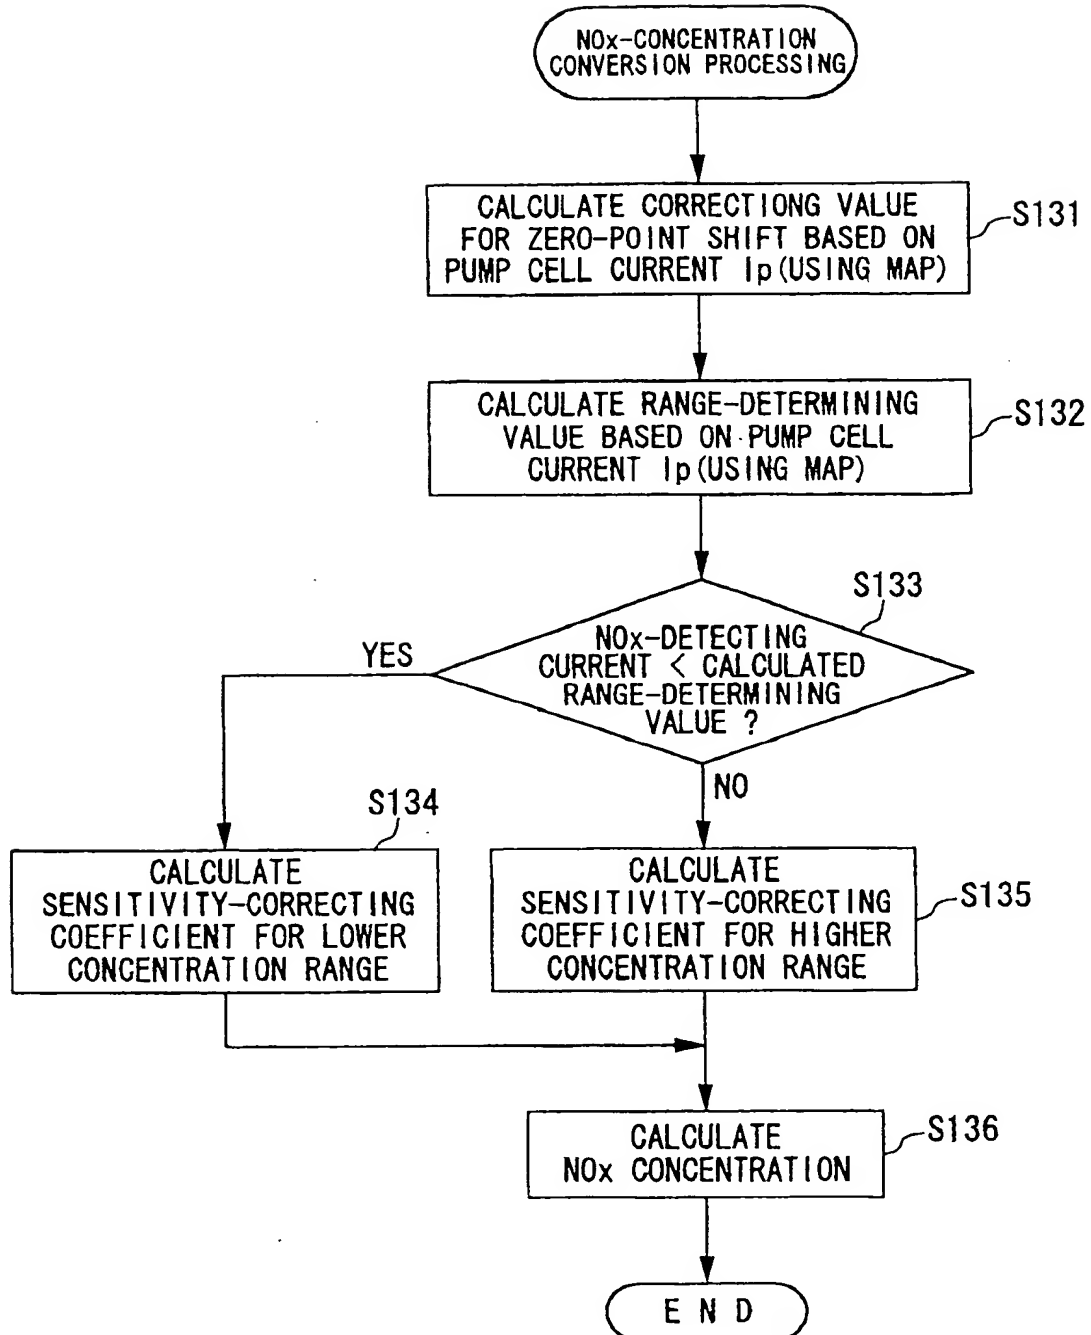 NOx-CONCENTRATION
CONVERSION PROCESSING
CALCULATE CORRECTIONG VALUE
FOR ZERO-POINT SHIFT BASED ON
PUMP CELL CURRENT Ip(USING MAP)
S131
CALCULATE RANGE-DETERMINING
VALUE BASED ON PUMP CELL
CURRENT Ip(USING MAP)
S132
S133
NOx-DETECTING
CURRENT < CALCULATED
RANGE-DETERMINING
VALUE ?
YES
NO
S134
CALCULATE
SENSITIVITY-CORRECTING
COEFFICIENT FOR LOWER
CONCENTRATION RANGE
CALCULATE
SENSITIVITY-CORRECTING
COEFFICIENT FOR HIGHER
CONCENTRATION RANGE
S135
CALCULATE
NOx CONCENTRATION
S136
END